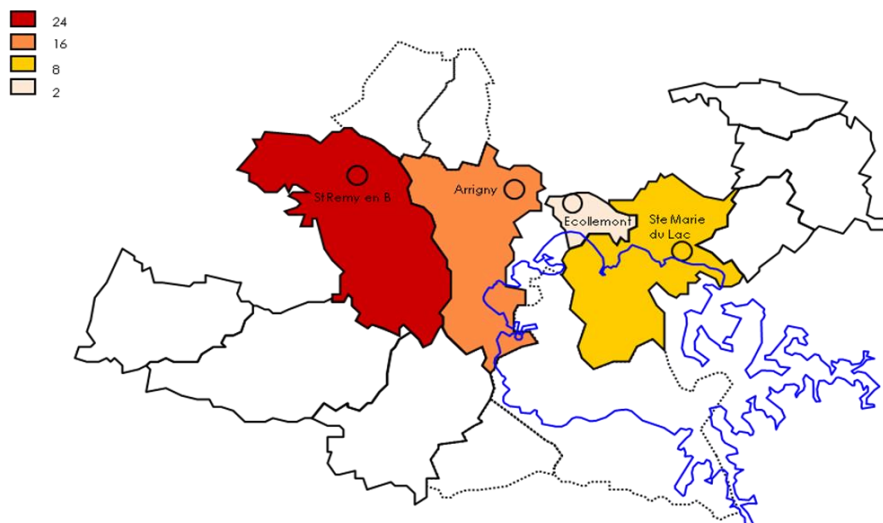 24
16
8
2
St Remy en B
Arrigny
Ecollemont
Ste Marie
du Lac